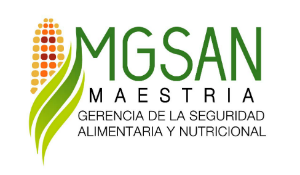 MGSAN
MAESTRIA
GERENCIA DE LA SEGURIDAD
ALIMENTARIA Y NUTRICIONAL